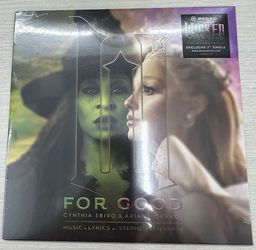 WICKED
EXCLUSIVE 7" SINGLE
FOR GOOD
CYNTHIA ERIVO & ARIANA GRANDE
MUSIC & LYRICS BY STEPHEN SCHWARTZ